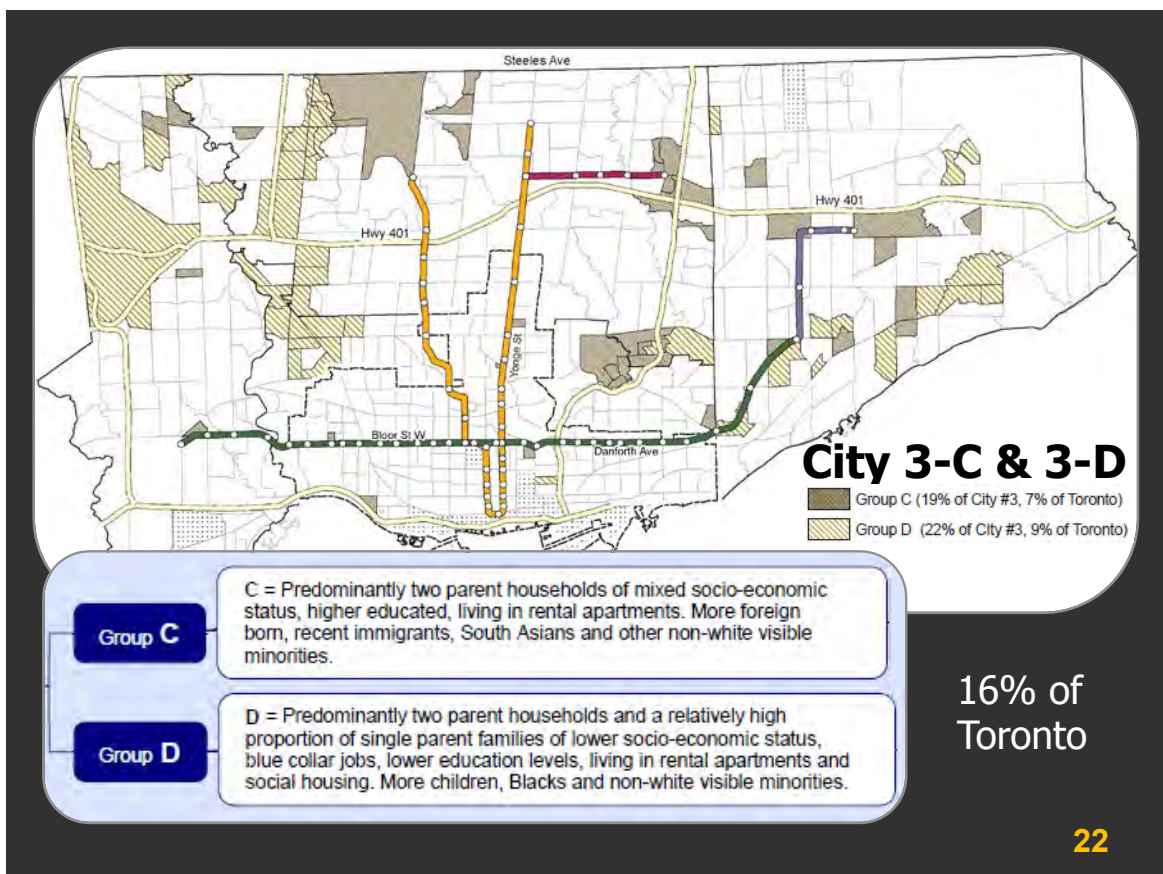 Steeles Ave
Hwy 401
Hwy 401
Yonge St
Bloor St W
Danforth Ave
City 3-C & 3-D
Group C (19% of City #3, 7% of Toronto)
Group D (22% of City #3, 9% of Toronto)
Group C
C = Predominantly two parent households of mixed socio-economic
status, higher educated, living in rental apartments. More foreign
born, recent immigrants, South Asians and other non-white visible
minorities.
Group D
D = Predominantly two parent households and a relatively high
proportion of single parent families of lower socio-economic status,
blue collar jobs, lower education levels, living in rental apartments and
social housing. More children, Blacks and non-white visible minorities.
16% of
Toronto
22